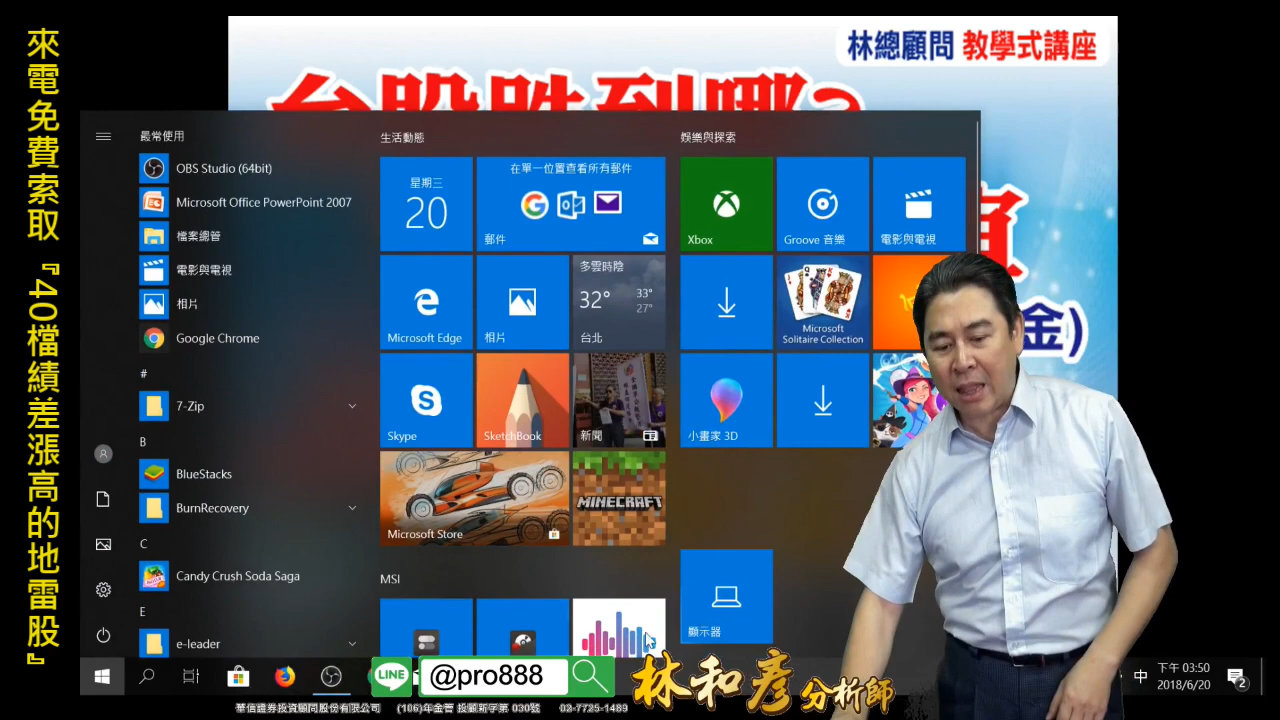 來電免費索取『40檔績差漲高的地雷股』
林總顧問 教學式講座
台股跌到哪?
金)
最常使用
OBS Studio (64bit)
Microsoft Office PowerPoint 2007
檔案總管
電影與電視
相片
Google Chrome
#
7-Zip
B
BlueStacks
BurnRecovery
C
Candy Crush Soda Saga
E
e-leader
生活動態
星期三
20
在單一位置查看所有郵件
郵件
Microsoft Edge
相片
多雲時陰
32°
33°
27°
台北
Skype
SketchBook
新聞
Microsoft Store
MINECRAFT
MSI
娛樂與探索
Xbox
Groove 音樂
電影與電視
Microsoft
Solitaire Collection
小畫家 3D
顯示器
LINE
@pro888
林和彥分析師
中
下午 03:50
2018/6/20
2
華信證券投資顧問股份有限公司 (106)年金管 投顧新字第 030號 02-7725-1489